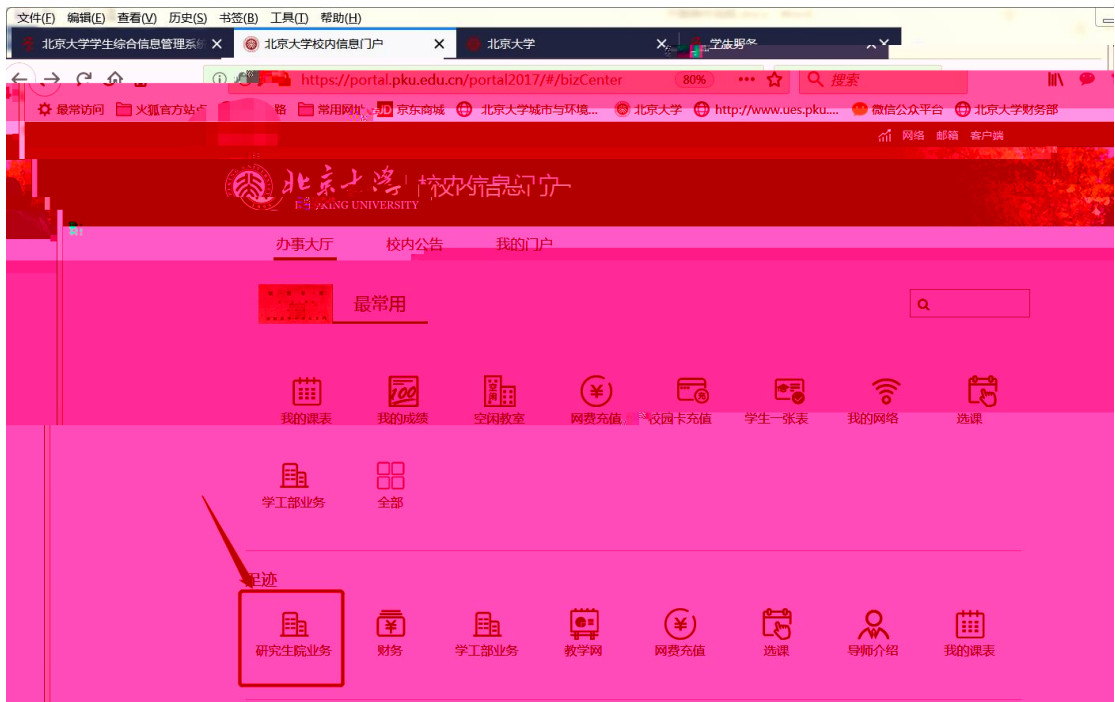 文件(F) 编辑(E) 查看(V) 历史(S) 书签(B) 工具(T) 帮助(H)
北京大学学生综合信息管理系统 × 北京大学校内信息门户 × 北京大学 ×
https://portal.pku.edu.cn/portal2017/#/bizCenter 80% ••• 搜索
最常访问 火狐官方站点 常用网址 JD 京东商城 北京大学城市与环境... 北京大学 http://www.ues.pku.... 微信公众平台 北京大学财务部
网络 邮箱 客户端
北京大学 校内信息门户
UNIVERSITY
办事大厅 校内公告 我的门户
最常用
我的课表 我的成绩 空闲教室 网费充值 校园卡充值 学生一张表 我的网络 选课
学工部业务 全部
足迹
研究生院业务 财务 学工部业务 教学网 网费充值 选课 导师介绍 我的课表